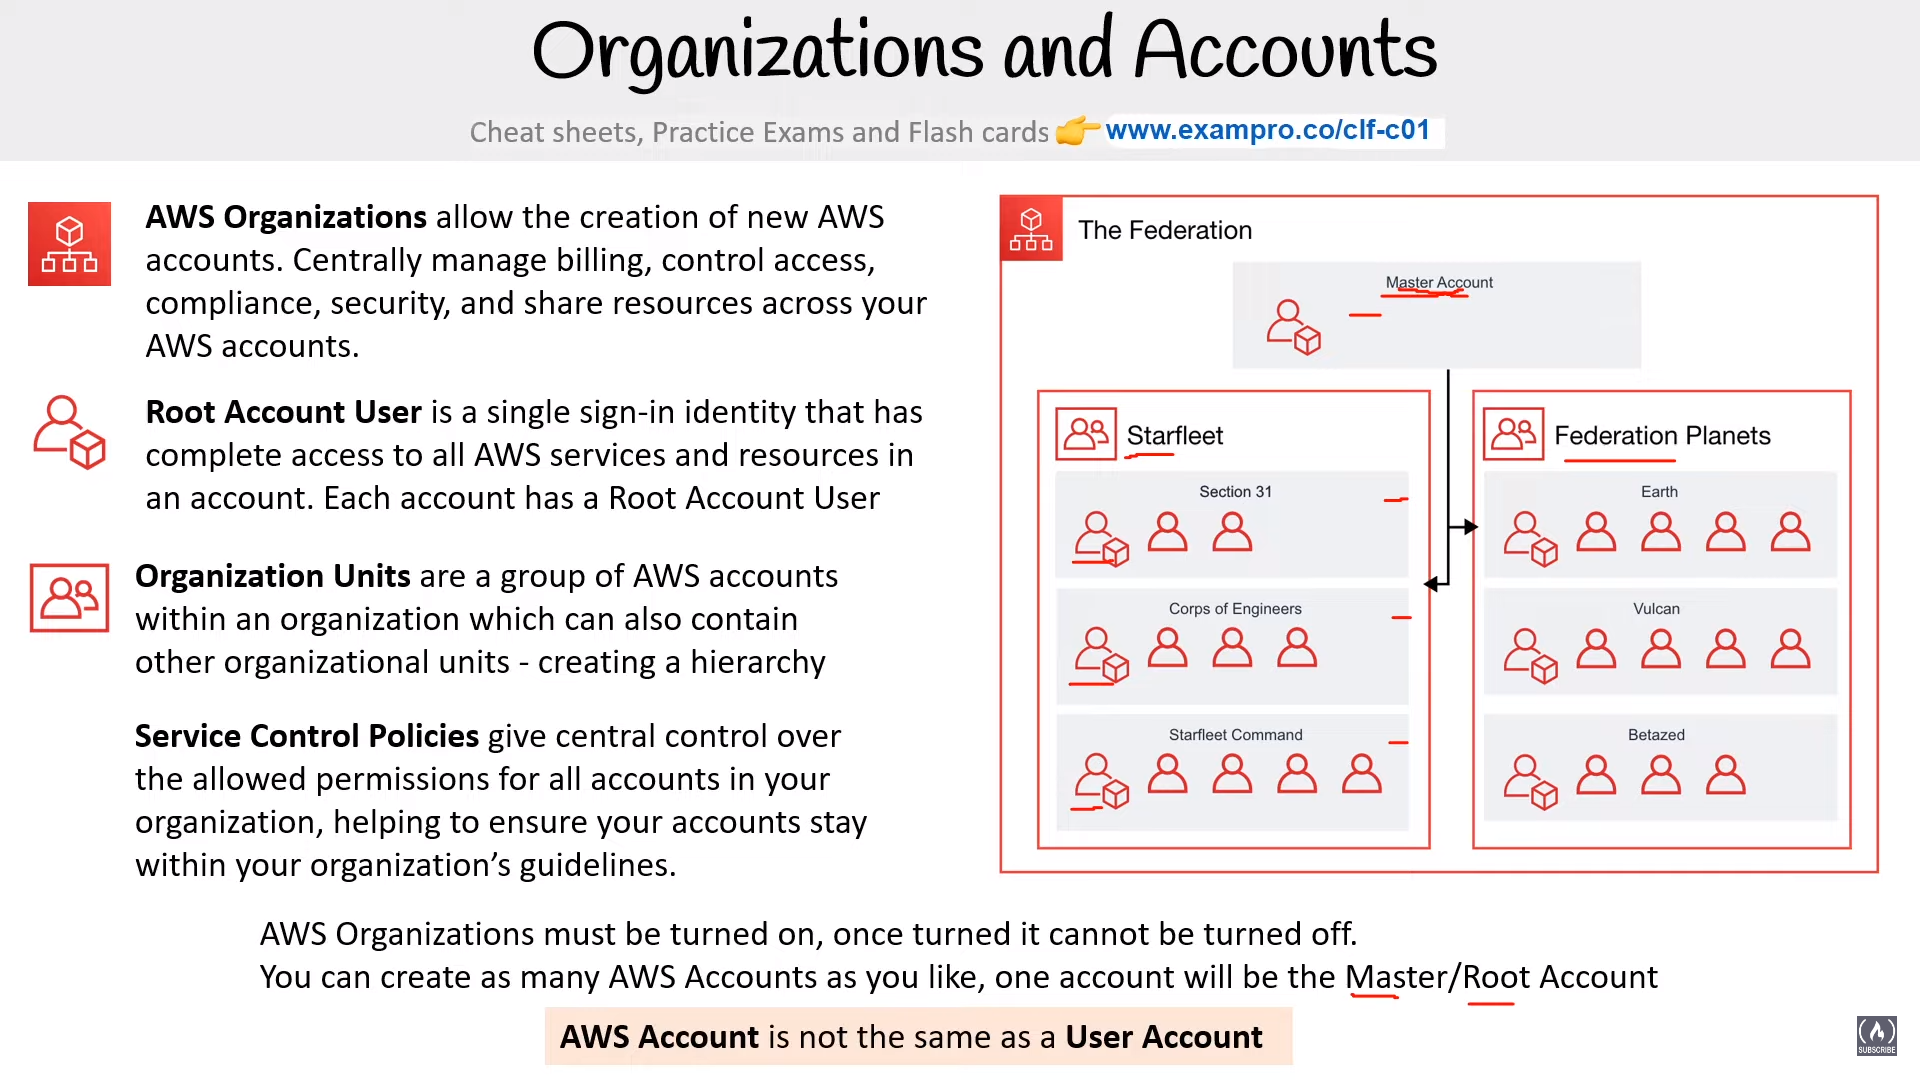 Organizations and Accounts
Cheat sheets, Practice Exams and Flash cards 👉 www.exampro.co/clf-c01
AWS Organizations allow the creation of new AWS
accounts. Centrally manage billing, control access,
compliance, security, and share resources across your
AWS accounts.
Root Account User is a single sign-in identity that has
complete access to all AWS services and resources in
an account. Each account has a Root Account User
Organization Units are a group of AWS accounts
within an organization which can also contain
other organizational units - creating a hierarchy
Service Control Policies give central control over
the allowed permissions for all accounts in your
organization, helping to ensure your accounts stay
within your organization’s guidelines.
The Federation
Master Account
Starfleet
Section 31
Corps of Engineers
Starfleet Command
Federation Planets
Earth
Vulcan
Betazed
AWS Organizations must be turned on, once turned it cannot be turned off.
You can create as many AWS Accounts as you like, one account will be the Master/Root Account
AWS Account is not the same as a User Account
SUBSCRIBE